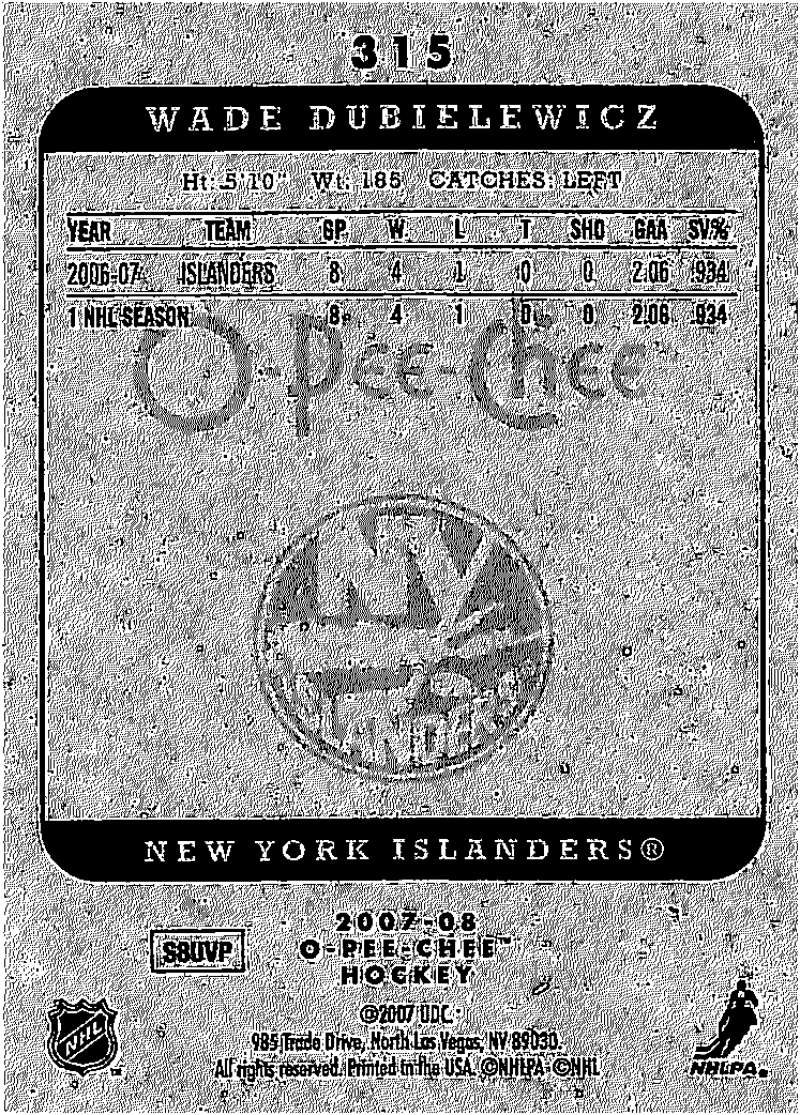 315
WADE DUBIELEWICZ
Ht: 5'10" Wt: 185 CATCHES: LEFT
YEAR TEAM GP W L T SHO GAA SV%
2006-07 ISLANDERS 8 4 1 0 0 2.06 .934
1 NHL SEASON 8 4 1 0 0 2.06 .934
O-Pee-Chee
NEW YORK ISLANDERS®
2007-08
S8UVP O-PEE-CHEE™
HOCKEY
©2007 UDC.
985 Trade Drive, North Las Vegas, NV 89030.
All rights reserved. Printed in the USA. ©NHLPA ©NHL
NHL
NHLPA.